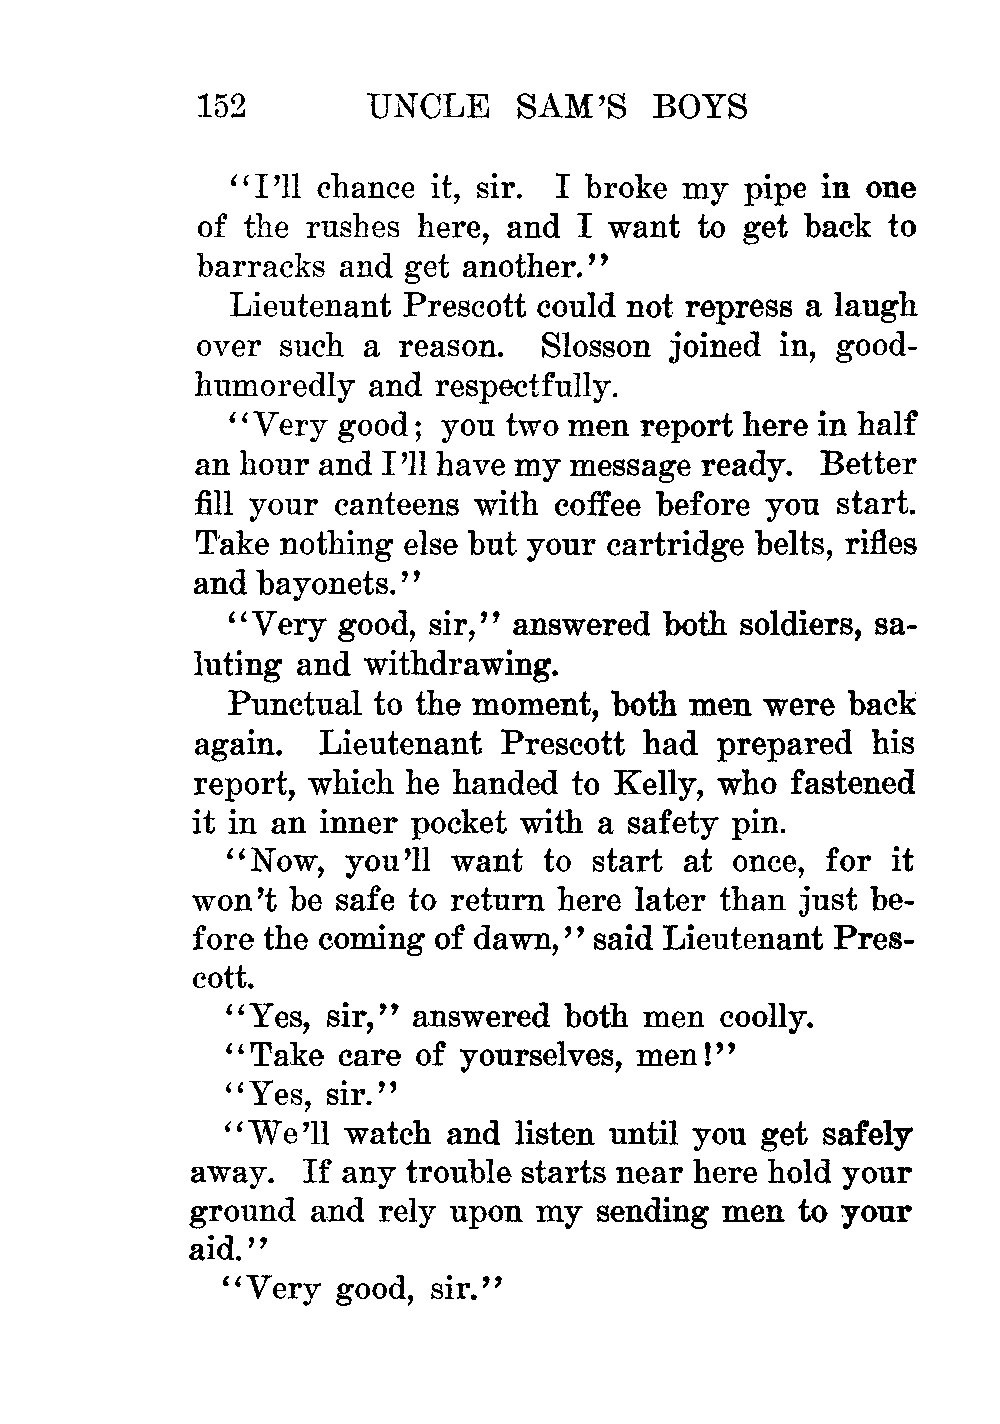 152 UNCLE SAM'S BOYS
"I'll chance it, sir. I broke my pipe in one
of the rushes here, and I want to get back to
barracks and get another."
Lieutenant Prescott could not repress a laugh
over such a reason. Slosson joined in, good-
humoredly and respectfully.
"Very good; you two men report here in half
an hour and I'll have my message ready. Better
fill your canteens with coffee before you start.
Take nothing else but your cartridge belts, rifles
and bayonets."
"Very good, sir," answered both soldiers, sa-
luting and withdrawing.
Punctual to the moment, both men were back
again. Lieutenant Prescott had prepared his
report, which he handed to Kelly, who fastened
it in an inner pocket with a safety pin.
"Now, you'll want to start at once, for it
won't be safe to return here later than just be-
fore the coming of dawn," said Lieutenant Pres-
cott.
"Yes, sir," answered both men coolly.
"Take care of yourselves, men!"
"Yes, sir."
"We'll watch and listen until you get safely
away. If any trouble starts near here hold your
ground and rely upon my sending men to your
aid."
"Very good, sir."